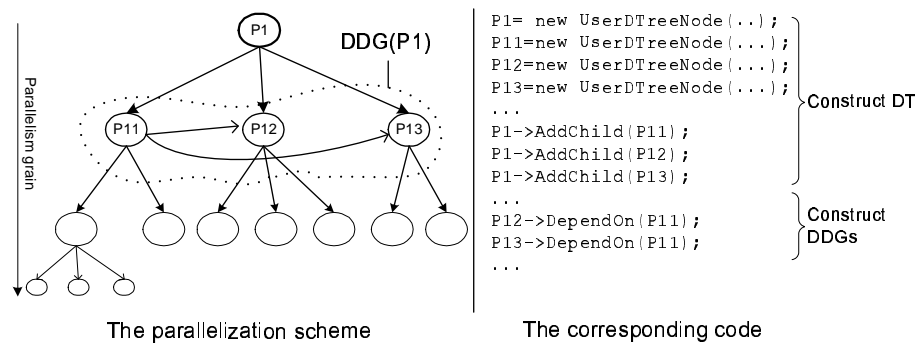 P1
DDG(P1)
Parallelism grain
P11
P12
P13
The parallelization scheme
P1= new UserDTreeNode(..);
P11=new UserDTreeNode(...);
P12=new UserDTreeNode(...);
P13=new UserDTreeNode(...);
...
P1->AddChild(P11);
P1->AddChild(P12);
P1->AddChild(P13);
...
P12->DependOn(P11);
P13->DependOn(P11);
...
Construct DT
Construct
DDGs
The corresponding code